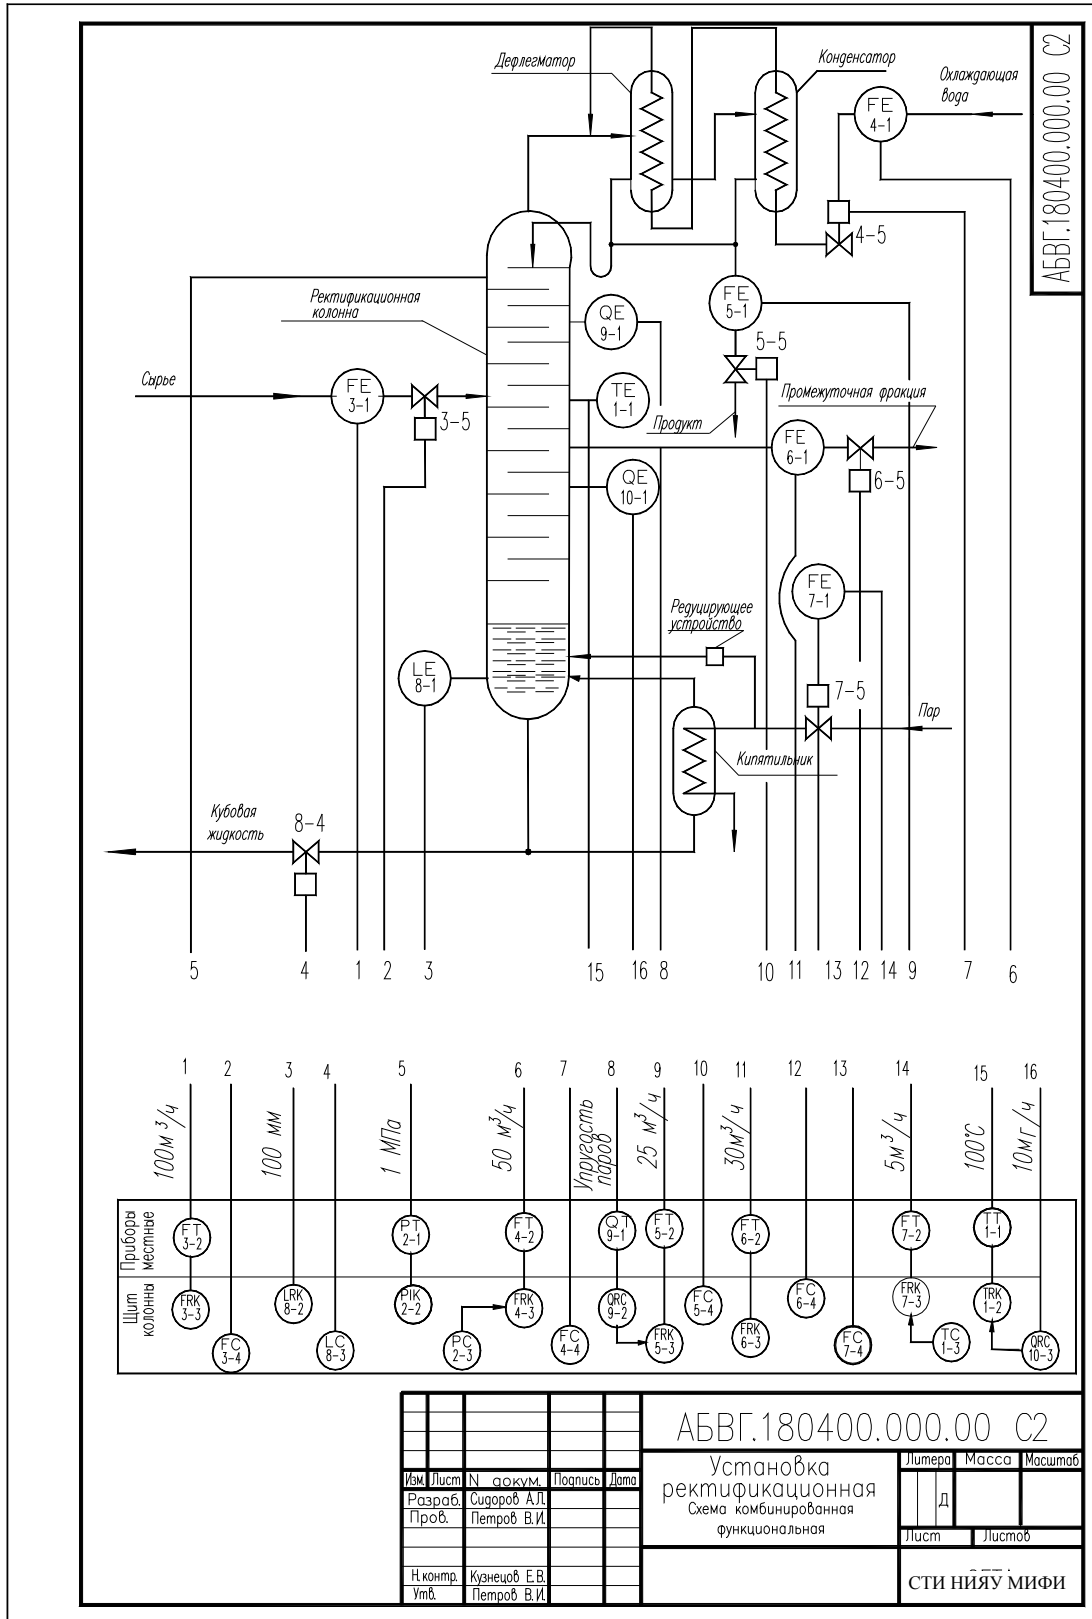 АБВГ.180400.000.00 С2
Дефлегматор
Конденсатор
Охлаждающая
вода
FE
4-1
4-5
Ректификационная
колонна
QE
9-1
FE
5-1
5-5
Сырье
FE
3-1
3-5
TE
1-1
Продукт
Промежуточная фракция
FE
6-1
6-5
QE
10-1
FE
7-1
Редуцирующее
устройство
LE
8-1
7-5
Пар
Кипятильник
Кубовая
жидкость
8-4
5 4 1 2 3 15 16 8 10 11 13 12 14 9 7 6
1 2 3 4 5 6 7 8 9 10 11 12 13 14 15 16
100м³/ч
100 мм
1 МПа
50 м³/ч
Упругость
паров
25 м³/ч
30м³/ч
5м³/ч
100°С
10мг/ч
Приборы
местные
FT
3-2
PT
2-1
FT
4-2
QT
9-1
FT
5-2
FT
6-2
FT
7-2
TT
1-1
Щит
колонны
FRK
3-3
FC
3-4
LRK
8-2
LC
8-3
PIK
2-2
PC
2-3
FRK
4-3
FC
4-4
QRC
9-2
FRK
5-3
FC
5-4
FRK
6-3
FC
6-4
FC
7-4
FRK
7-3
TC
1-3
TRK
1-2
QRC
10-3
АБВГ.180400.000.00 С2
Изм. Лист N докум. Подпись Дата
Разраб. Сидоров А.Л.
Пров. Петров В.И.
Н.контр. Кузнецов Е.В.
Утв. Петров В.И.
Установка
ректификационная
Схема комбинированная
функциональная
Литера Масса Масштаб
Д
Лист Листов
СТИ НИЯУ МИФИ